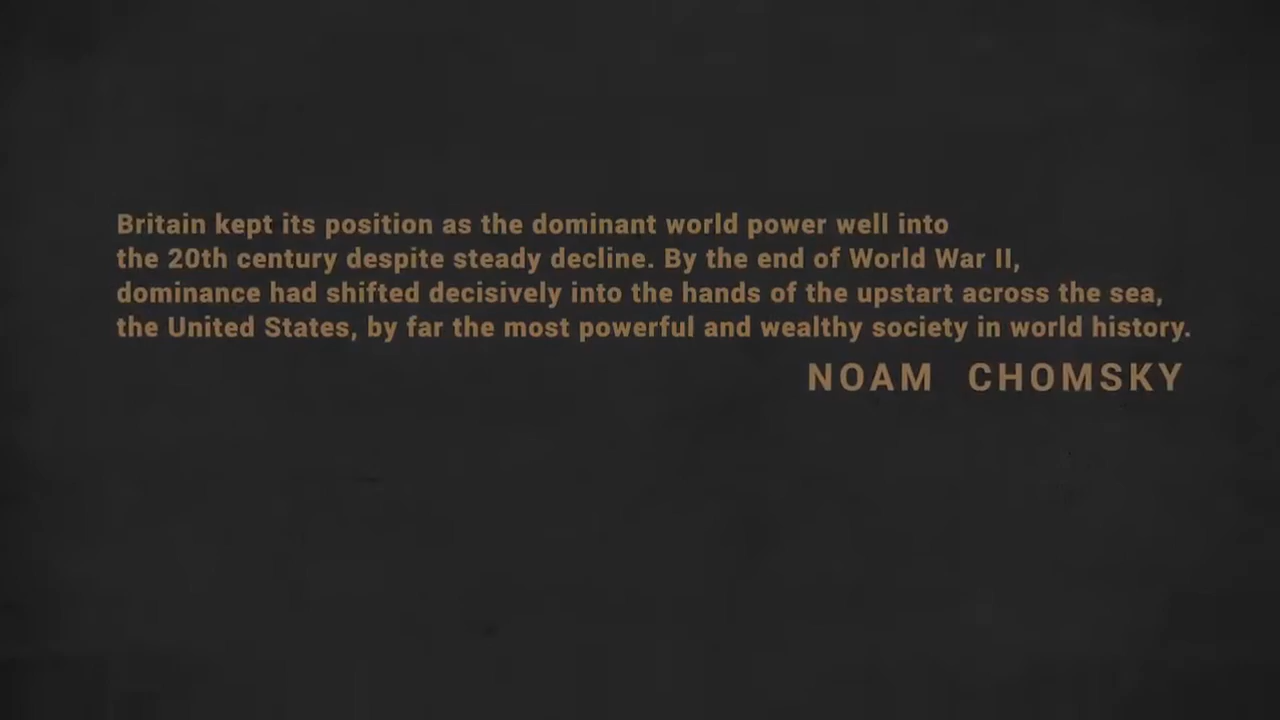 Britain kept its position as the dominant world power well into
the 20th century despite steady decline. By the end of World War II,
dominance had shifted decisively into the hands of the upstart across the sea,
the United States, by far the most powerful and wealthy society in world history.
NOAM CHOMSKY